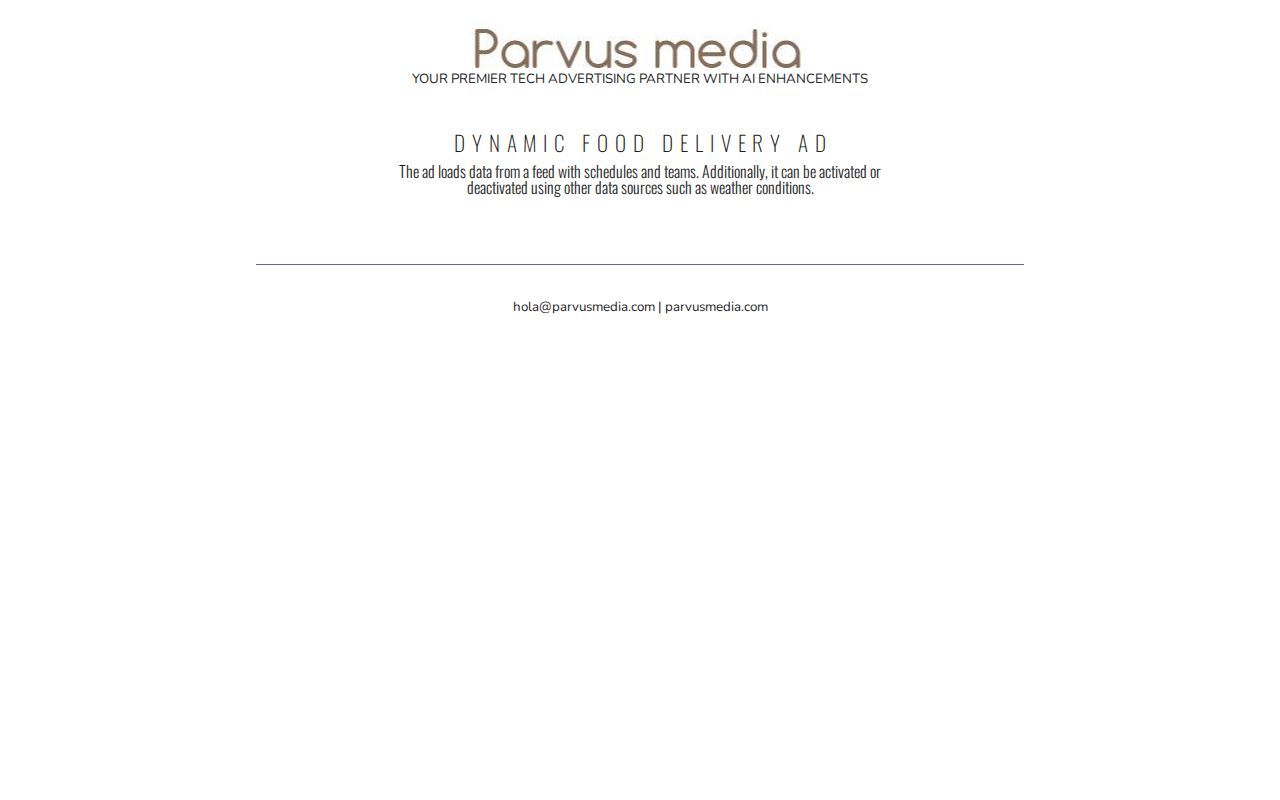 Parvus media
YOUR PREMIER TECH ADVERTISING PARTNER WITH AI ENHANCEMENTS
DYNAMIC FOOD DELIVERY AD
The ad loads data from a feed with schedules and teams. Additionally, it can be activated or
deactivated using other data sources such as weather conditions.
hola@parvusmedia.com | parvusmedia.com